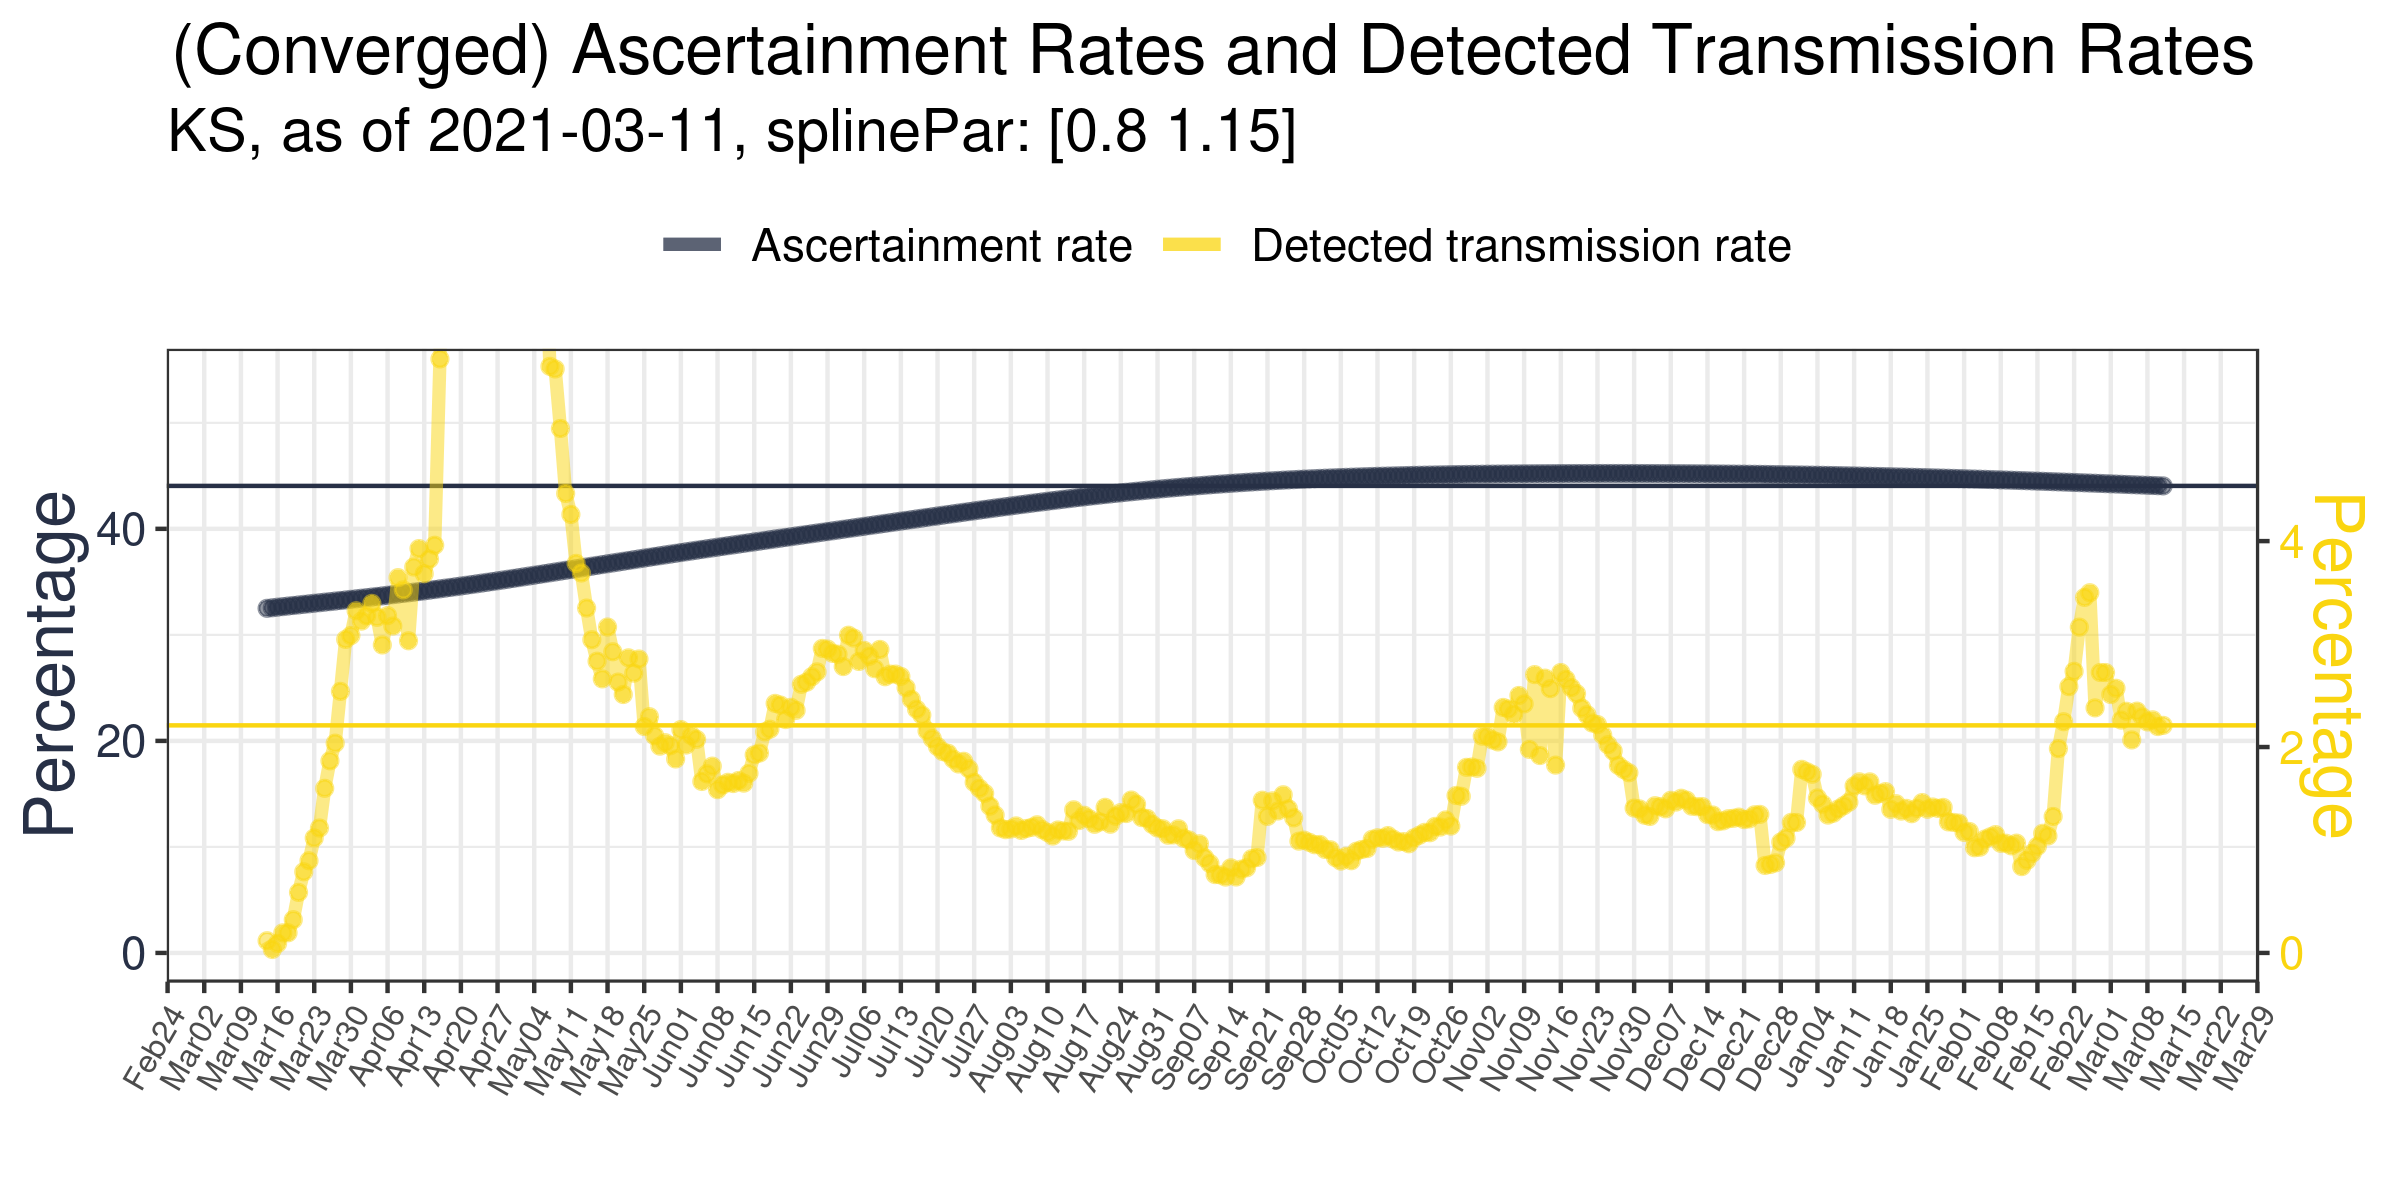 (Converged) Ascertainment Rates and Detected Transmission Rates
KS, as of 2021-03-11, splinePar: [0.8 1.15]
Ascertainment rate
Detected transmission rate
Percentage
40
20
0
Percentage
4
2
0
Feb24
Mar02
Mar09
Mar16
Mar23
Mar30
Apr06
Apr13
Apr20
Apr27
May04
May11
May18
May25
Jun01
Jun08
Jun15
Jun22
Jun29
Jul06
Jul13
Jul20
Jul27
Aug03
Aug10
Aug17
Aug24
Aug31
Sep07
Sep14
Sep21
Sep28
Oct05
Oct12
Oct19
Oct26
Nov02
Nov09
Nov16
Nov23
Nov30
Dec07
Dec14
Dec21
Dec28
Jan04
Jan11
Jan18
Jan25
Feb01
Feb08
Feb15
Feb22
Mar01
Mar08
Mar15
Mar22
Mar29